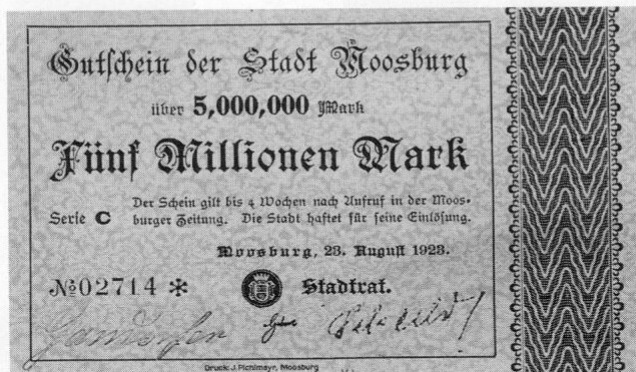 Gutschein der Stadt Moosburg
über 5,000,000 Mark
Fünf Millionen Mark
Serie C
Der Schein gilt bis 4 Wochen nach Aufruf in der Moos-
burger Zeitung. Die Stadt haftet für seine Einlösung.
Moosburg, 23. August 1923.
№ 02714 *
Stadtrat.
Druck: J. Pichlmayr, Moosburg